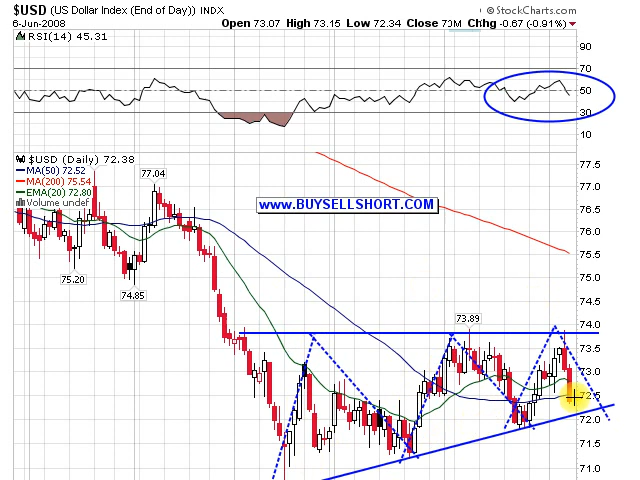 $USD (US Dollar Index (End of Day)) INDX
© StockCharts.com
6-Jun-2008
Open 73.07 High 73.15 Low 72.34 Close 73M Chg -0.67 (-0.91%)
RSI(14) 45.31
90
70
50
30
10
$USD (Daily) 72.38
MA(50) 72.52
MA(200) 75.54
EMA(20) 72.80
Volume undef
77.04
75.20
74.85
73.89
www.BUYSELLSHORT.COM
77.5
77.0
76.5
76.0
75.5
75.0
74.5
74.0
73.5
73.0
72.5
72.0
71.5
71.0